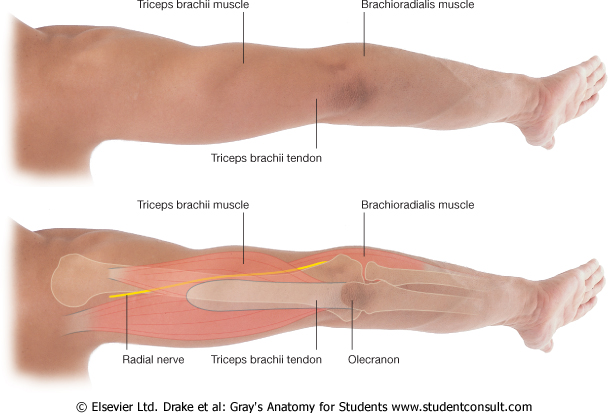 Triceps brachii muscle
Brachioradialis muscle
Triceps brachii tendon
Triceps brachii muscle
Brachioradialis muscle
Radial nerve
Triceps brachii tendon
Olecranon
© Elsevier Ltd. Drake et al: Gray's Anatomy for Students www.studentconsult.com